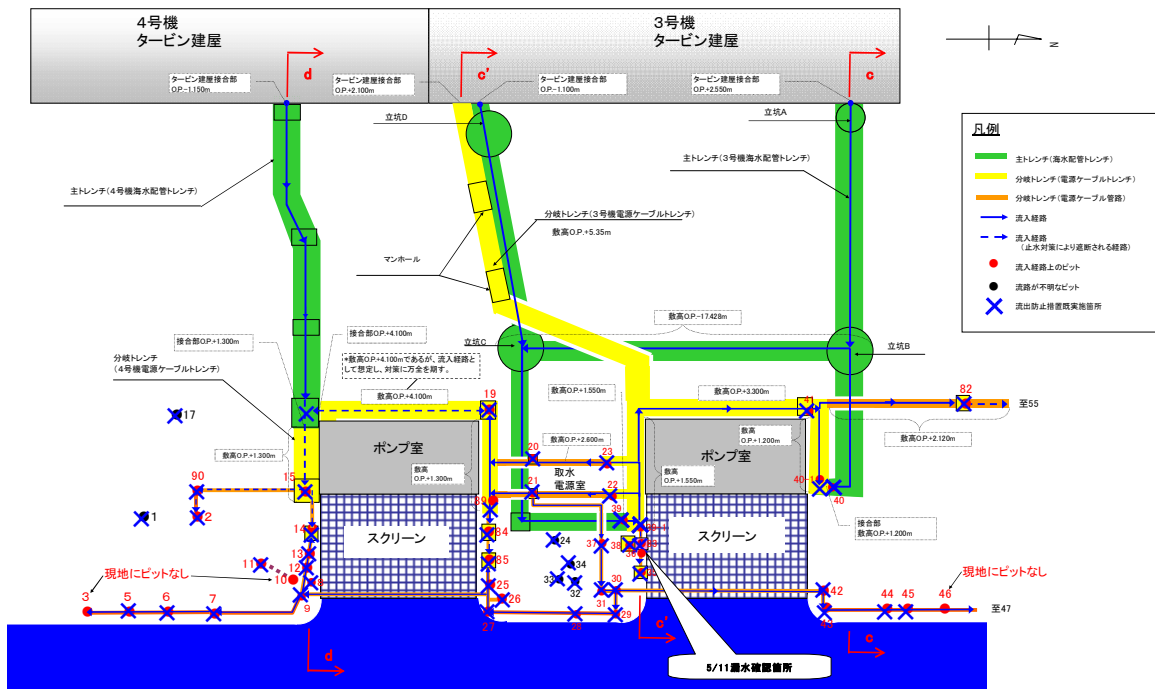 4号機
タービン建屋
3号機
タービン建屋
N
d
c'
c
タービン建屋接合部
O.P.-1.150m
タービン建屋接合部
O.P.+2.100m
タービン建屋接合部
O.P.-1.100m
タービン建屋接合部
O.P.+2.550m
立坑D
立坑A
主トレンチ(4号機海水配管トレンチ)
主トレンチ(3号機海水配管トレンチ)
分岐トレンチ(3号機電源ケーブルトレンチ)
敷高O.P.+5.35m
マンホール
凡例
主トレンチ(海水配管トレンチ)
分岐トレンチ(電源ケーブルトレンチ)
分岐トレンチ(電源ケーブル管路)
流入経路
流入経路
(止水対策により遮断される経路)
流入経路上のピット
流路が不明なピット
流出防止措置既実施箇所
敷高O.P.-17.428m
接合部O.P.+1.300m
接合部O.P.+4.100m
立坑C
立坑B
分岐トレンチ
(4号機電源ケーブルトレンチ)
*敷高O.P.+4.100mであるが、流入経路と
して想定し、対策に万全を期す。
敷高O.P.+4.100m
敷高O.P.+1.550m
敷高O.P.+3.300m
17
19
41
82
至55
敷高O.P.+2.120m
敷高O.P.+1.300m
ポンプ室
敷高
O.P.+1.300m
敷高O.P.+2.600m
20
23
取水
電源室
敷高
O.P.+1.550m
ポンプ室
敷高
O.P.+1.200m
90
15
21
22
40
40
1
2
14
84
39
38
36
接合部
敷高O.P.+1.200m
スクリーン
スクリーン
24
37
13
12
11
10
85
34
33
32
現地にピットなし
現地にピットなし
3
5
6
7
9
25
26
27
30
31
29
42
44
45
46
至47
d
c'
c
5/11漏水確認箇所